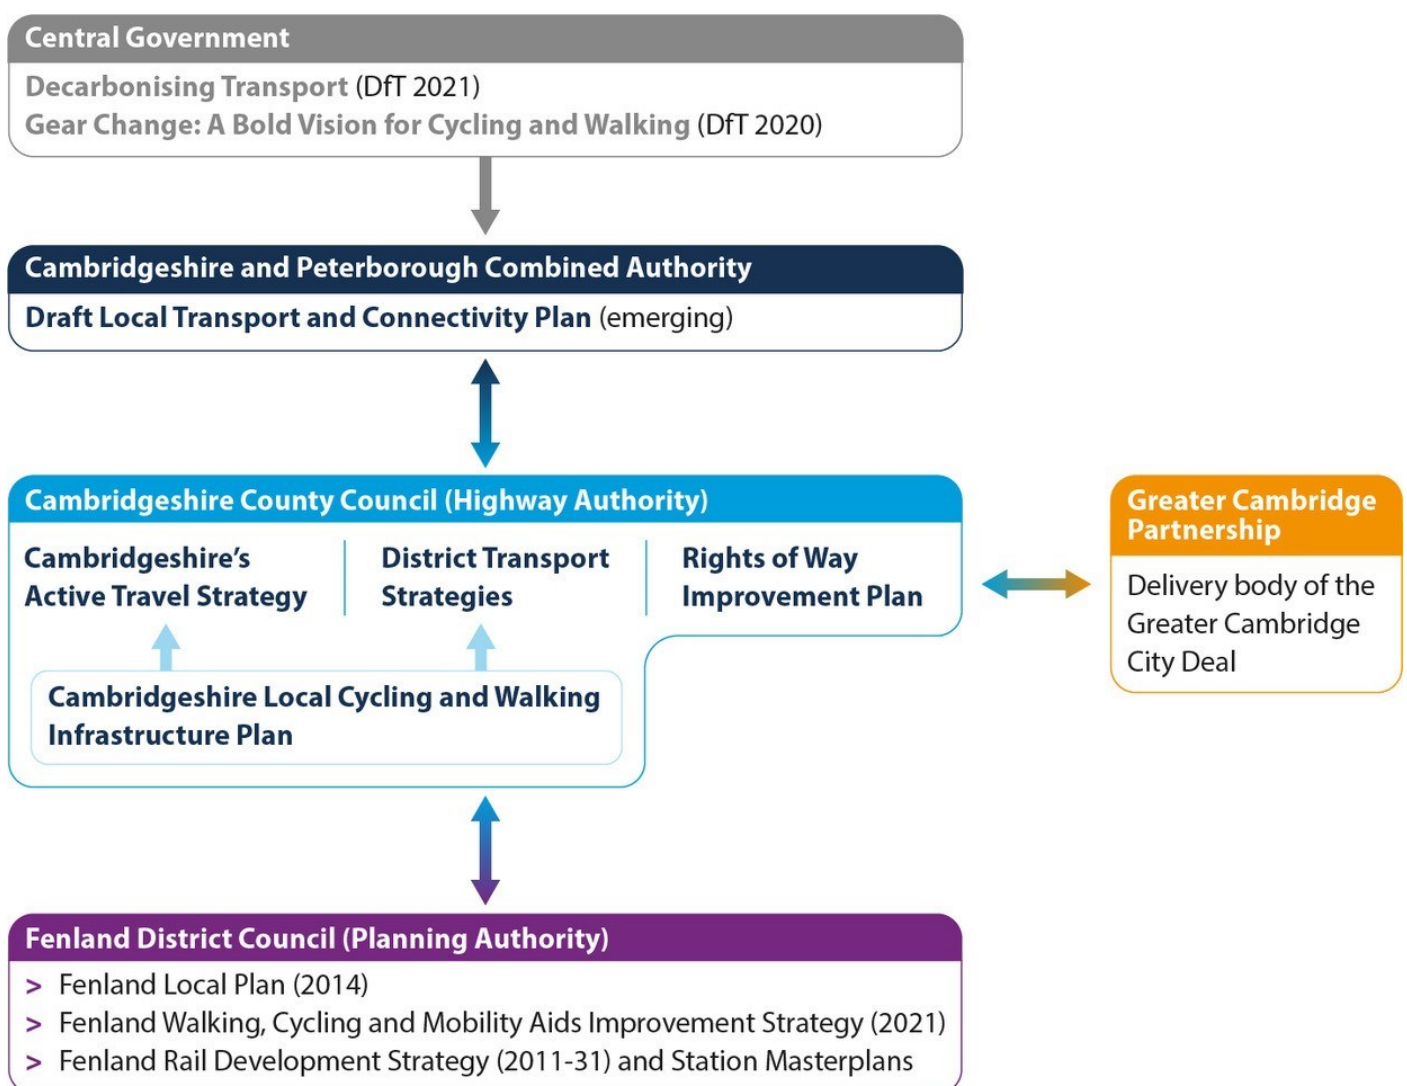 Central Government
Decarbonising Transport (DfT 2021)
Gear Change: A Bold Vision for Cycling and Walking (DfT 2020)
Cambridgeshire and Peterborough Combined Authority
Draft Local Transport and Connectivity Plan (emerging)
Cambridgeshire County Council (Highway Authority)
Cambridgeshire’s
Active Travel Strategy
District Transport
Strategies
Rights of Way
Improvement Plan
Cambridgeshire Local Cycling and Walking
Infrastructure Plan
Greater Cambridge
Partnership
Delivery body of the
Greater Cambridge
City Deal
Fenland District Council (Planning Authority)
> Fenland Local Plan (2014)
> Fenland Walking, Cycling and Mobility Aids Improvement Strategy (2021)
> Fenland Rail Development Strategy (2011-31) and Station Masterplans